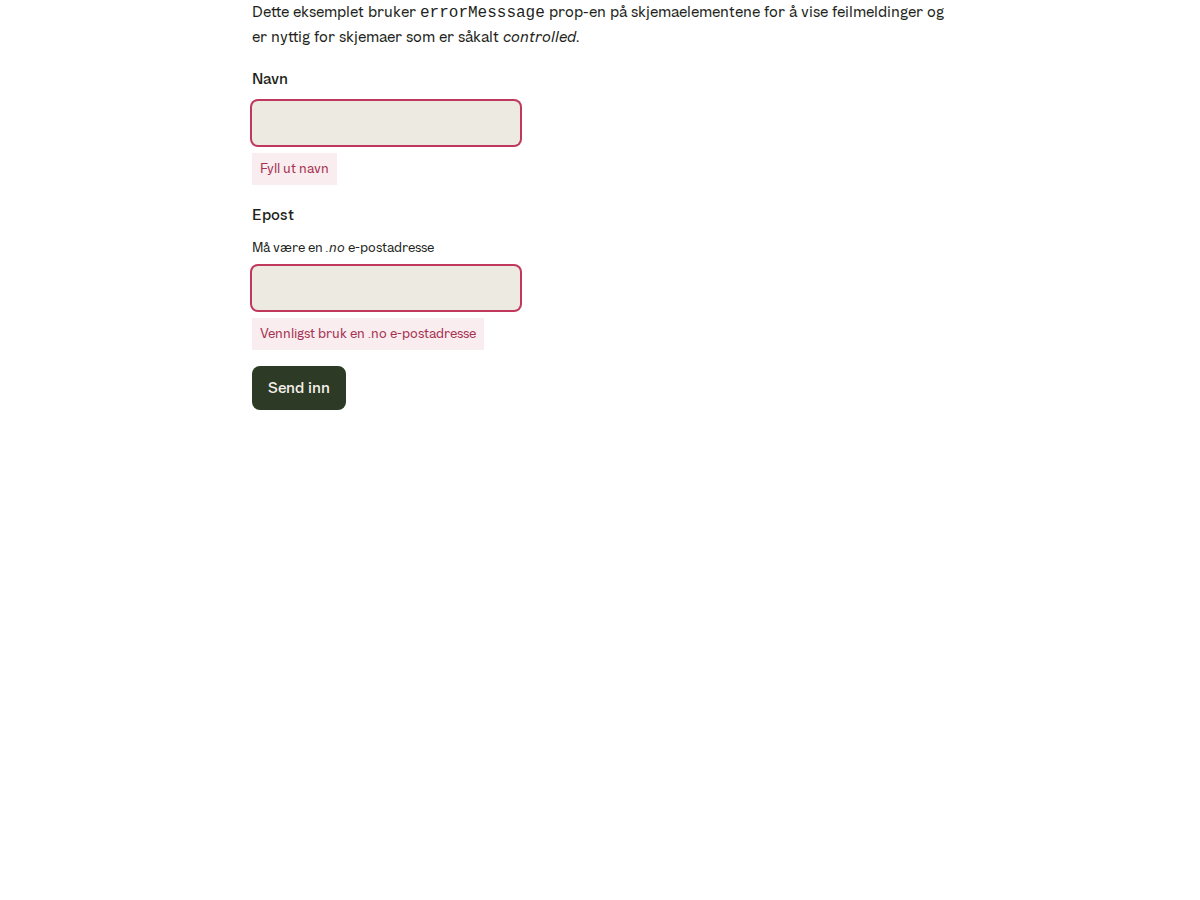 Dette eksemplet bruker errorMesssage prop-en på skjemaelementene for å vise feilmeldinger og
er nyttig for skjemaer som er såkalt controlled.
Navn
Fyll ut navn
Epost
Må være en .no e-postadresse
Vennligst bruk en .no e-postadresse
Send inn